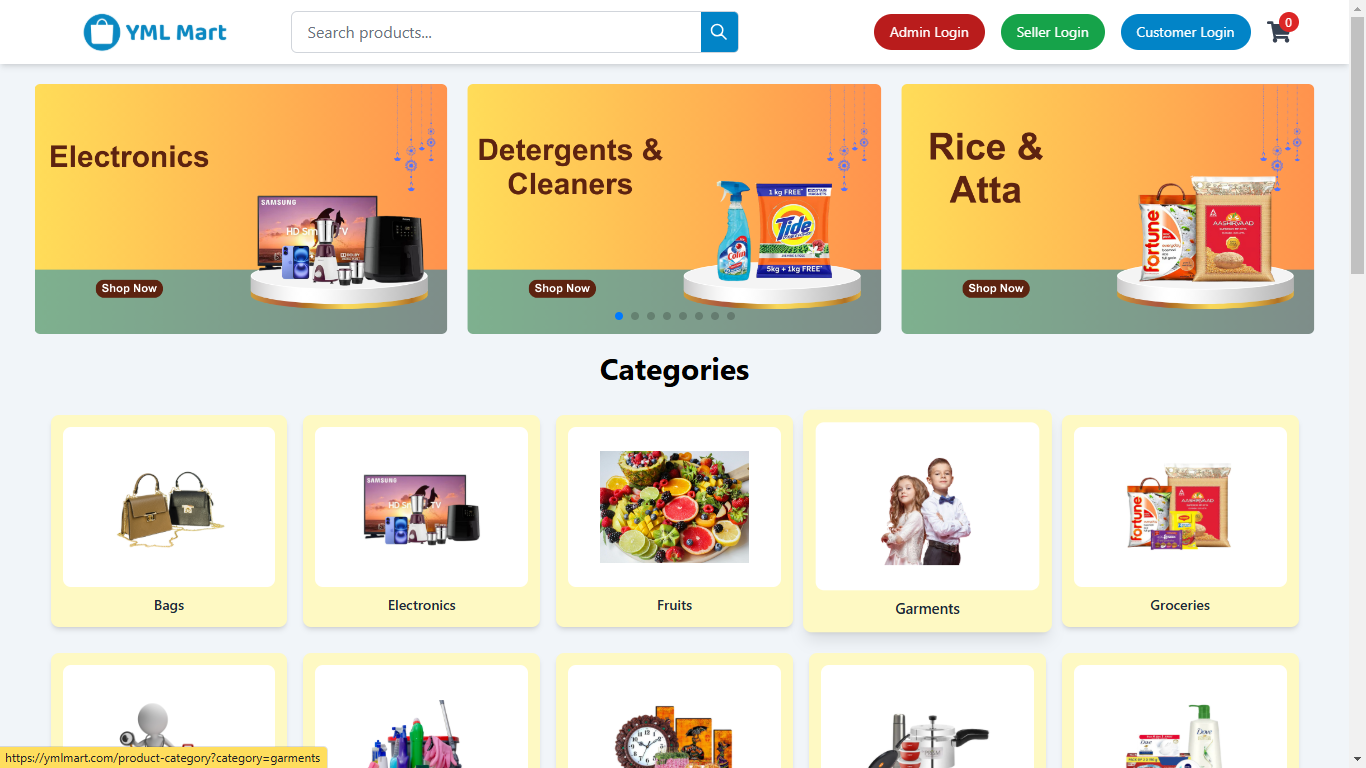 YML Mart
Search products...
Admin Login
Seller Login
Customer Login
0
Electronics
SAMSUNG
Shop Now
Detergents &
Cleaners
1 kg FREE*
Tide
Colin
5kg + 1kg FREE*
Shop Now
Rice &
Atta
fortune
AASHIRVAAD
Shop Now
Categories
SAMSUNG
fortune
Bags
Electronics
Fruits
Garments
Groceries
Dove
https://ymlmart.com/product-category?category=garments